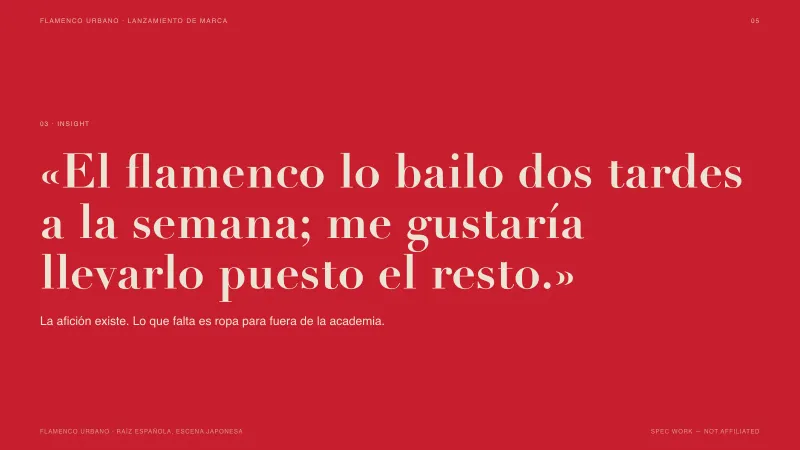 FLAMENCO URBANO · LANZAMIENTO DE MARCA
05
03 · INSIGHT
«El flamenco lo bailo dos tardes
a la semana; me gustaría
llevarlo puesto el resto.»
La afición existe. Lo que falta es ropa para fuera de la academia.
FLAMENCO URBANO · RAÍZ ESPAÑOLA, ESCENA JAPONESA
SPEC WORK — NOT AFFILIATED